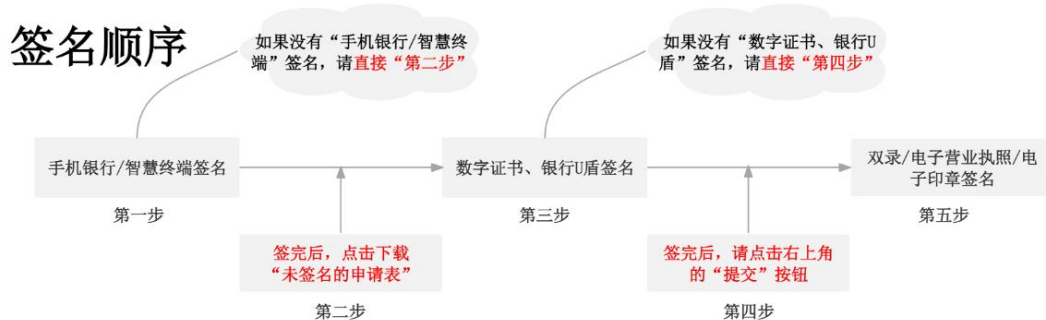 签名顺序
如果没有“手机银行/智慧终
端”签名，请直接“第二步”
如果没有“数字证书、银行U
盾”签名，请直接“第四步”
手机银行/智慧终端签名
第一步
数字证书、银行U盾签名
第三步
双录/电子营业执照/电
子印章签名
第五步
签完后，点击下载
“未签名的申请表”
第二步
签完后，请点击右上角
的“提交”按钮
第四步